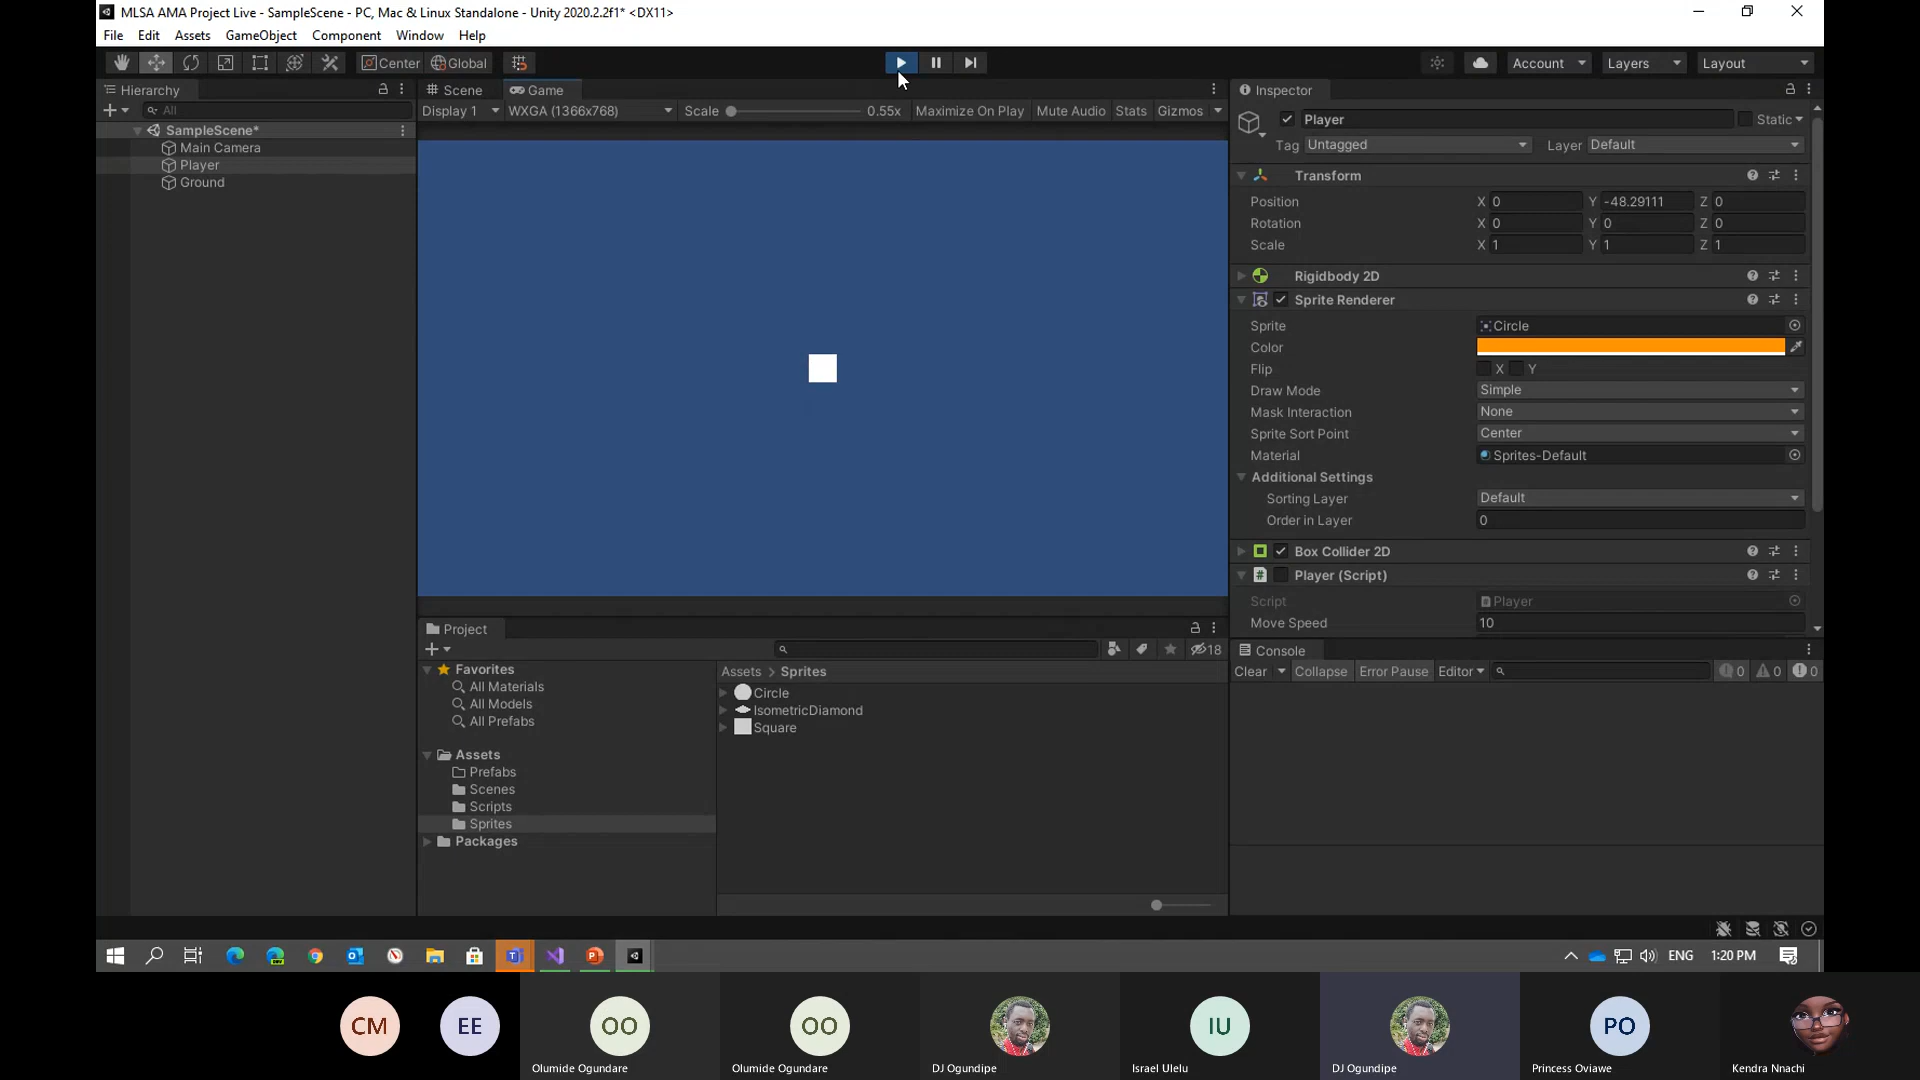 MLSA AMA Project Live - SampleScene - PC, Mac & Linux Standalone - Unity 2020.2.2f1* <DX11>
File Edit Assets GameObject Component Window Help
Center Global Account Layers Layout
Hierarchy
All
SampleScene*
Main Camera
Player
Ground
Scene Game
Display 1 WXGA (1366x768) Scale 0.55x Maximize On Play Mute Audio Stats Gizmos
Inspector
Player Static
Tag Untagged Layer Default
Transform
Position X 0 Y -48.29111 Z 0
Rotation X 0 Y 0 Z 0
Scale X 1 Y 1 Z 1
Rigidbody 2D
Sprite Renderer
Sprite Circle
Color
Flip X Y
Draw Mode Simple
Mask Interaction None
Sprite Sort Point Center
Material Sprites-Default
Additional Settings
Sorting Layer Default
Order in Layer 0
Box Collider 2D
# Player (Script)
Script Player
Move Speed 10
Project
18
Favorites
All Materials
All Models
All Prefabs
Assets
Prefabs
Scenes
Scripts
Sprites
Packages
Assets > Sprites
Circle
IsometricDiamond
Square
Console
Clear Collapse Error Pause Editor 0 0 0
ENG 1:20 PM
CM EE OO OO IU PO
Olumide Ogundare Olumide Ogundare DJ Ogundipe Israel Ulelu DJ Ogundipe Princess Oviawe Kendra Nnachi